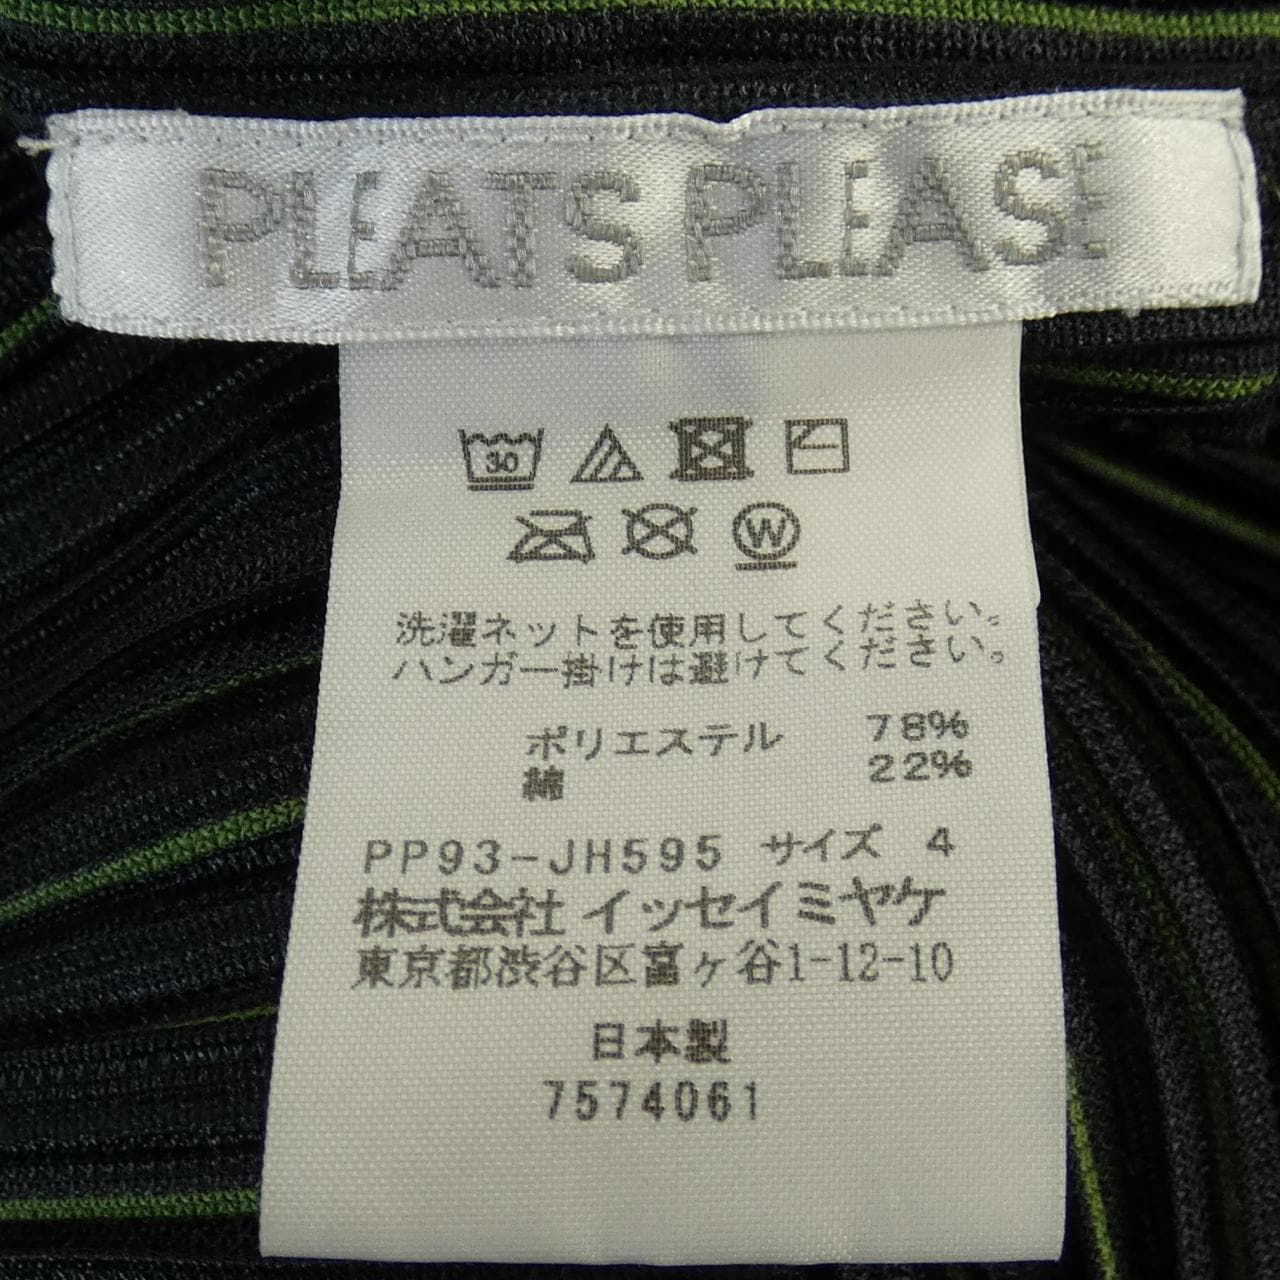 PLEATS PLEASE
30
W
洗濯ネットを使用してください。
ハンガー掛けは避けてください。
ポリエステル 78%
綿 22%
PP93-JH595 サイズ 4
株式会社 イッセイミヤケ
東京都渋谷区富ヶ谷1-12-10
日本製
7574061